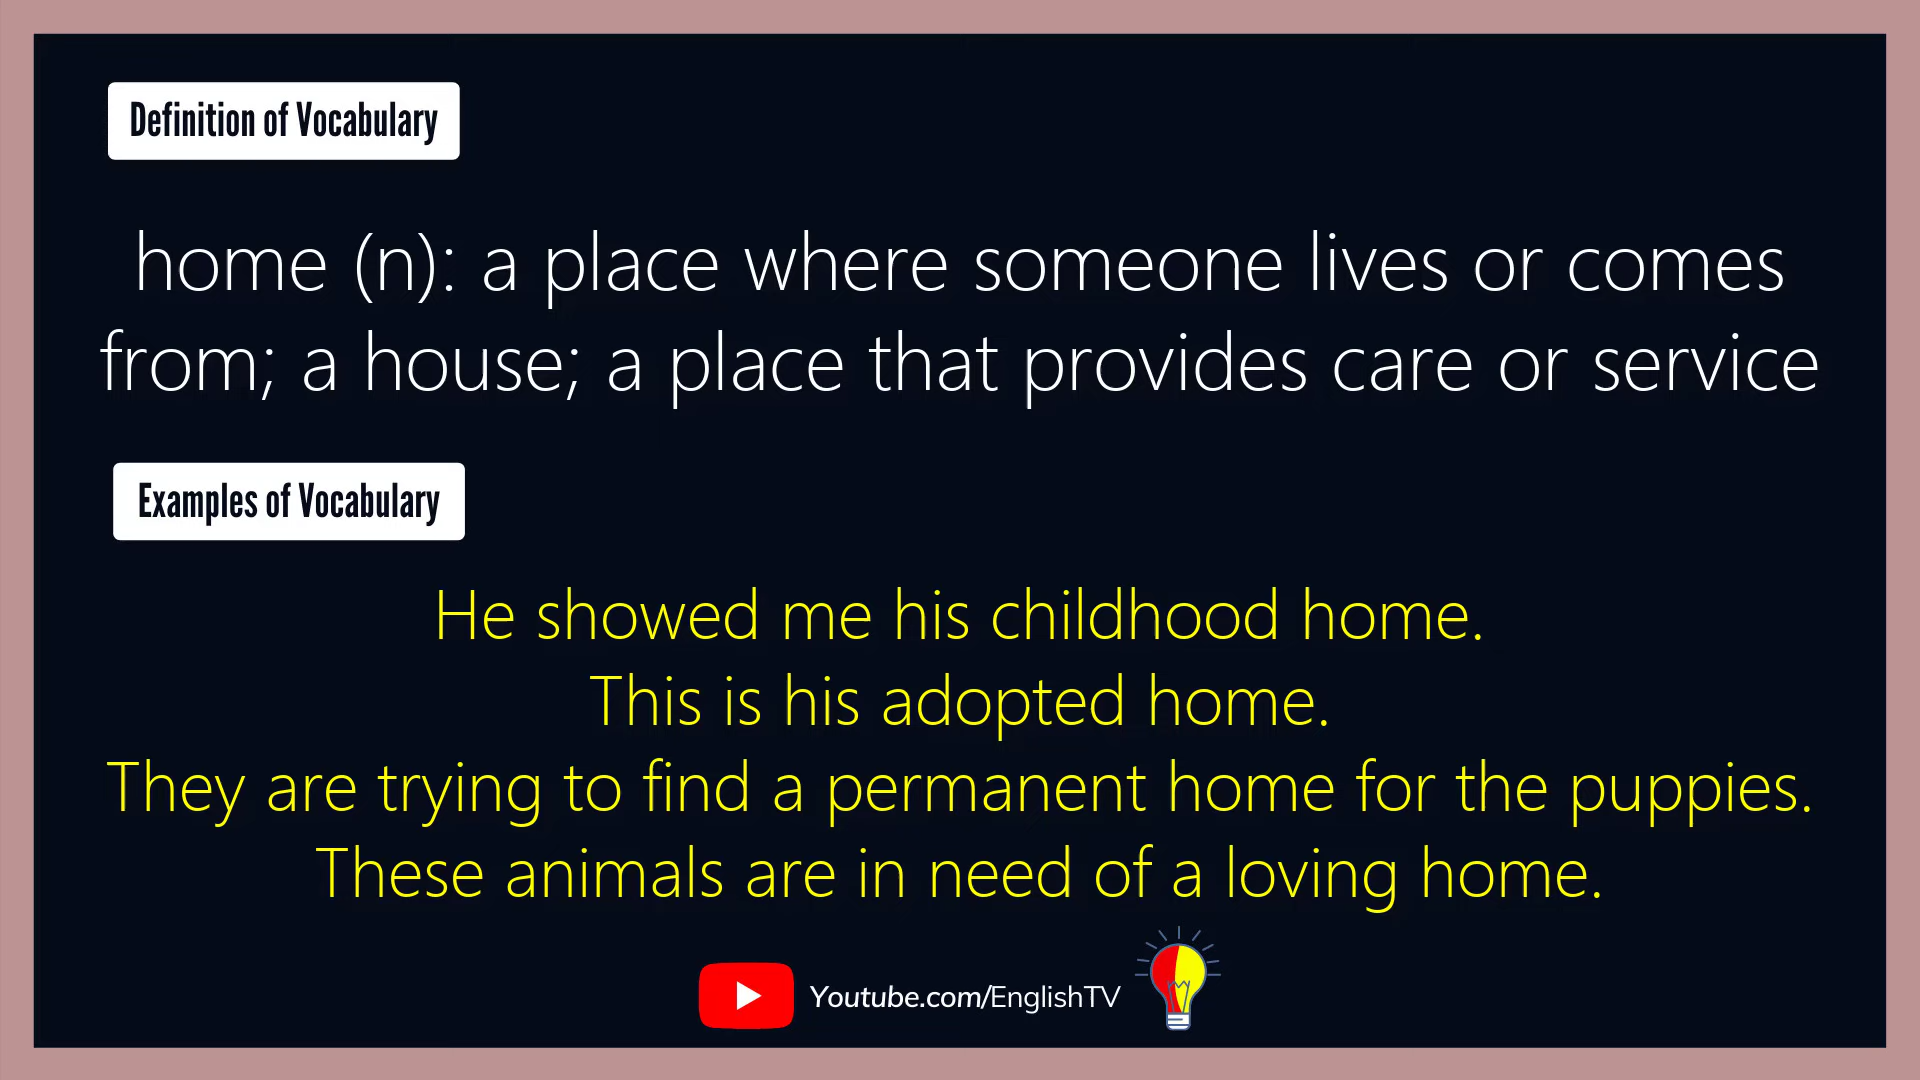 Definition of Vocabulary
home (n): a place where someone lives or comes
from; a house; a place that provides care or service
Examples of Vocabulary
He showed me his childhood home.
This is his adopted home.
They are trying to find a permanent home for the puppies.
These animals are in need of a loving home.
Youtube.com/EnglishTV